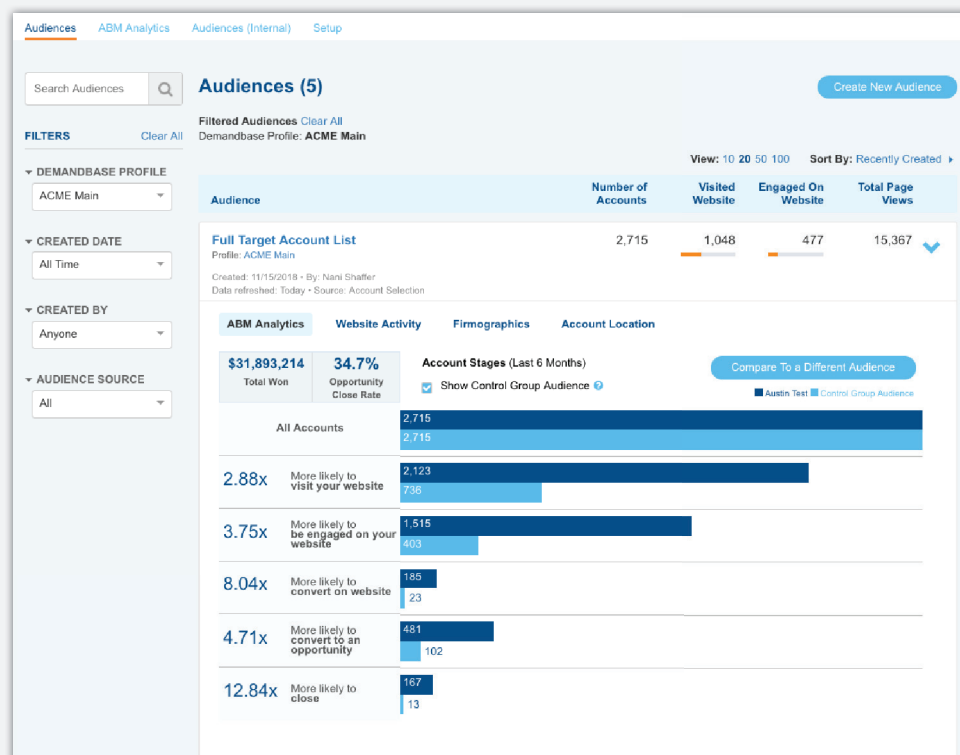 Audiences ABM Analytics Audiences (Internal) Setup
Search Audiences
FILTERS Clear All
DEMANDBASE PROFILE
ACME Main
CREATED DATE
All Time
CREATED BY
Anyone
AUDIENCE SOURCE
All
Audiences (5)
Create New Audience
Filtered Audiences Clear All
Demandbase Profile: ACME Main
View: 10 20 50 100 Sort By: Recently Created
Audience
Number of Accounts
Visited Website
Engaged On Website
Total Page Views
Full Target Account List
2,715 1,048 477 15,367
Profile: ACME Main
Created: 11/15/2018 • By: Nani Shaffer
Data refreshed: Today • Source: Account Selection
ABM Analytics Website Activity Firmographics Account Location
$31,893,214
Total Won
34.7%
Opportunity
Close Rate
Account Stages (Last 6 Months)
Show Control Group Audience ?
Compare To a Different Audience
Austin Test Control Group Audience
All Accounts
2,715
2,715
2.88x
More likely to
visit your website
2,123
736
3.75x
More likely to
be engaged on your
website
1,515
403
8.04x
More likely to
convert on website
185
23
4.71x
More likely to
convert to an
opportunity
481
102
12.84x
More likely to
close
167
13